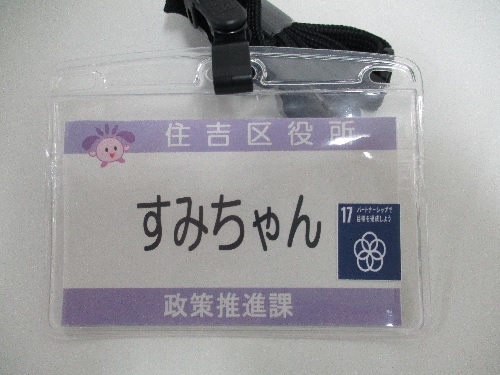 住吉区役所
すみちゃん
17 パートナーシップで
目標を達成しよう
政策推進課